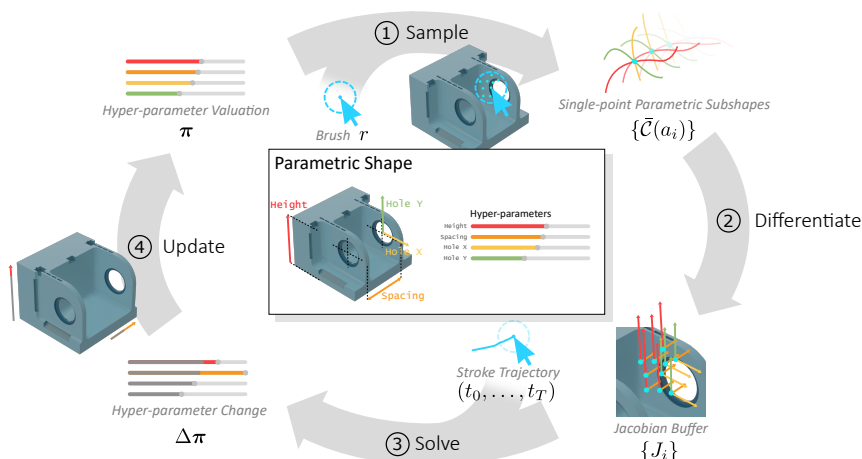 ① Sample
Hyper-parameter Valuation
π
Brush r
Single-point Parametric Subshapes
{C̄(aᵢ)}
Parametric Shape
Height
Hole Y
Hole X
Spacing
Hyper-parameters
Height
Spacing
Hole X
Hole Y
② Differentiate
④ Update
Stroke Trajectory
(t₀, . . . , t_T)
Hyper-parameter Change
Δπ
③ Solve
Jacobian Buffer
{Jᵢ}